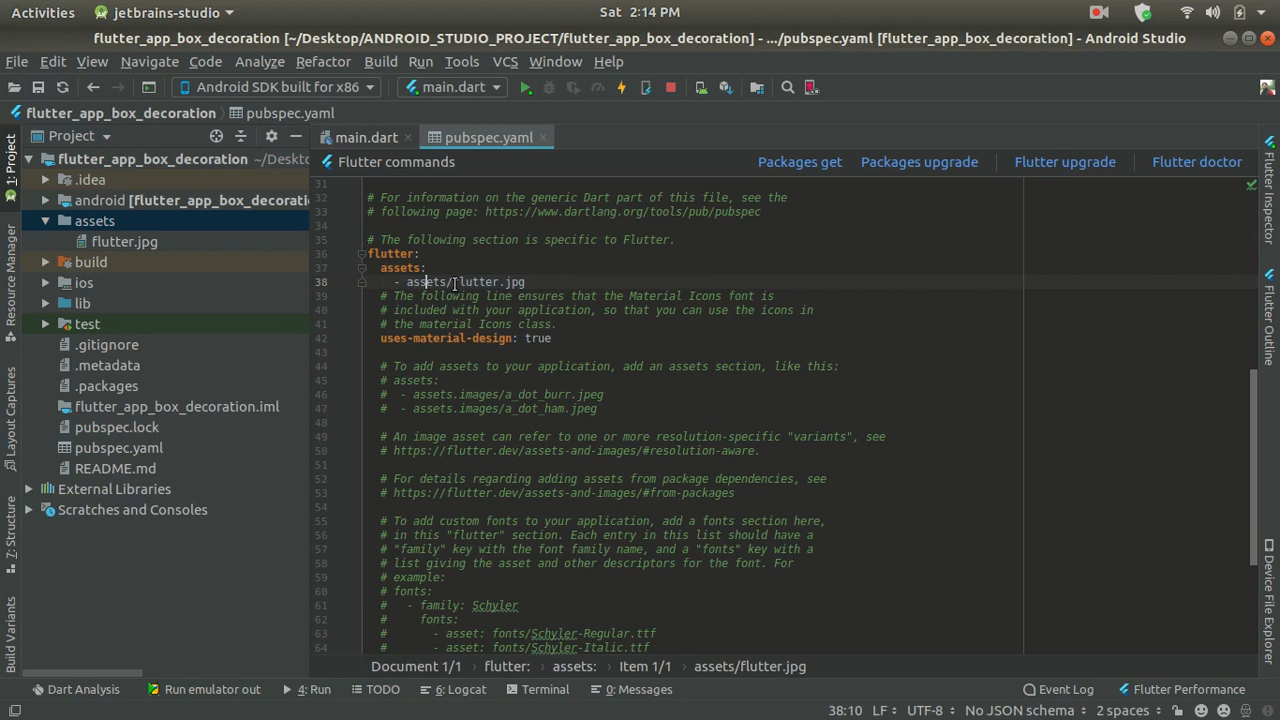 Activities
jetbrains-studio
Sat 2:14 PM
flutter_app_box_decoration [~/Desktop/ANDROID_STUDIO_PROJECT/flutter_app_box_decoration] - .../pubspec.yaml [flutter_app_box_decoration] - Android Studio
File Edit View Navigate Code Analyze Refactor Build Run Tools VCS Window Help
Android SDK built for x86 main.dart
flutter_app_box_decoration pubspec.yaml
Project main.dart pubspec.yaml
Flutter commands Packages get Packages upgrade Flutter upgrade Flutter doctor
1: Project
Resource Manager
Layout Captures
7: Structure
Build Variants
flutter_app_box_decoration ~/Deskto
.idea
android [flutter_app_box_decorati
assets
flutter.jpg
build
ios
lib
test
.gitignore
.metadata
.packages
flutter_app_box_decoration.iml
pubspec.lock
pubspec.yaml
README.md
External Libraries
Scratches and Consoles
31
32 # For information on the generic Dart part of this file, see the
33 # following page: https://www.dartlang.org/tools/pub/pubspec
34
35 # The following section is specific to Flutter.
36 flutter:
37 assets:
38 - assets/flutter.jpg
39 # The following line ensures that the Material Icons font is
40 # included with your application, so that you can use the icons in
41 # the material Icons class.
42 uses-material-design: true
43
44 # To add assets to your application, add an assets section, like this:
45 # assets:
46 # - assets.images/a_dot_burr.jpeg
47 # - assets.images/a_dot_ham.jpeg
48
49 # An image asset can refer to one or more resolution-specific "variants", see
50 # https://flutter.dev/assets-and-images/#resolution-aware.
51
52 # For details regarding adding assets from package dependencies, see
53 # https://flutter.dev/assets-and-images/#from-packages
54
55 # To add custom fonts to your application, add a fonts section here,
56 # in this "flutter" section. Each entry in this list should have a
57 # "family" key with the font family name, and a "fonts" key with a
58 # list giving the asset and other descriptors for the font. For
59 # example:
60 # fonts:
61 # - family: Schyler
62 # fonts:
63 # - asset: fonts/Schyler-Regular.ttf
64 # - asset: fonts/Schyler-Italic.ttf
Flutter Inspector
Flutter Outline
Device File Explorer
Document 1/1 flutter: assets: Item 1/1 assets/flutter.jpg
Dart Analysis Run emulator out 4: Run TODO 6: Logcat Terminal 0: Messages Event Log Flutter Performance
38:10 LF UTF-8 No JSON schema 2 spaces